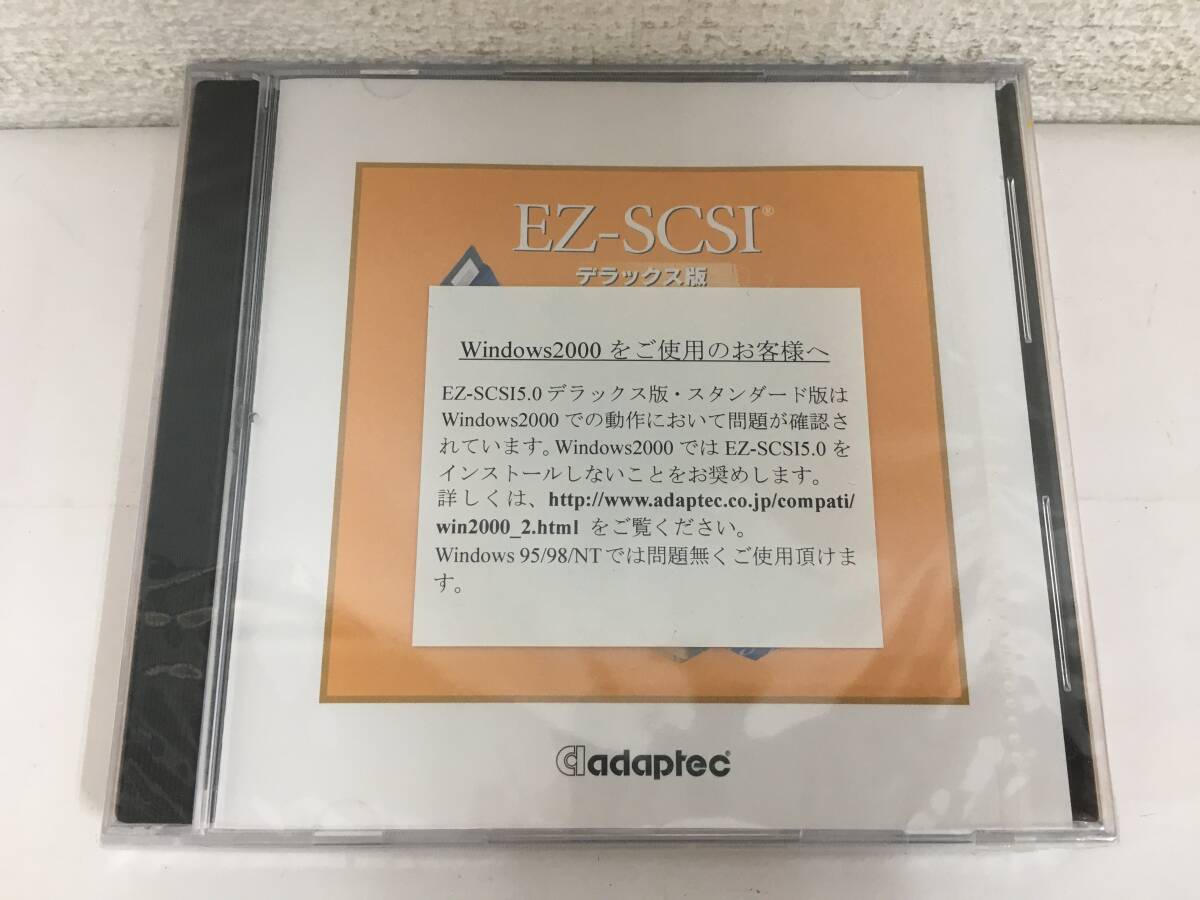 EZ-SCSI®
デラックス版
Windows2000 をご使用のお客様へ
EZ-SCSI5.0 デラックス版・スタンダード版は
Windows2000 での動作において問題が確認さ
れています。Windows2000 では EZ-SCSI5.0 を
インストールしないことをお奨めします。
詳しくは、http://www.adaptec.co.jp/compati/
win2000_2.html をご覧ください。
Windows 95/98/NT では問題無くご使用頂けま
す。
adaptec®